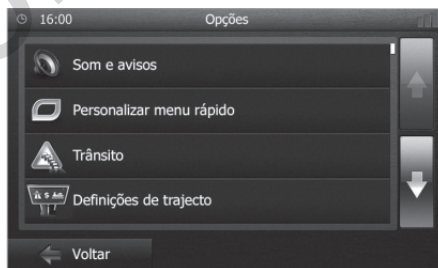 16:00 Opções
Som e avisos
Personalizar menu rápido
Trânsito
Definições de trajecto
Voltar